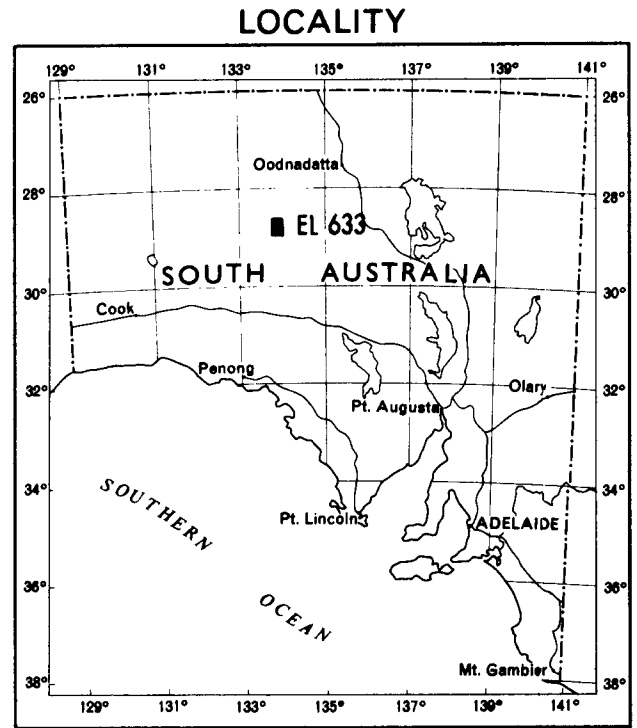 LOCALITY
129° 131° 133° 135° 137° 139° 141°
26° 26°
Oodnadatta
28° 28°
EL 633
SOUTH AUSTRALIA
30° 30°
Cook
Penong
32° 32°
Olary
Pt. Augusta
34° 34°
SOUTHERN
Pt. Lincoln
ADELAIDE
36° 36°
OCEAN
Mt. Gambier
38° 38°
129° 131° 133° 135° 137° 139° 141°